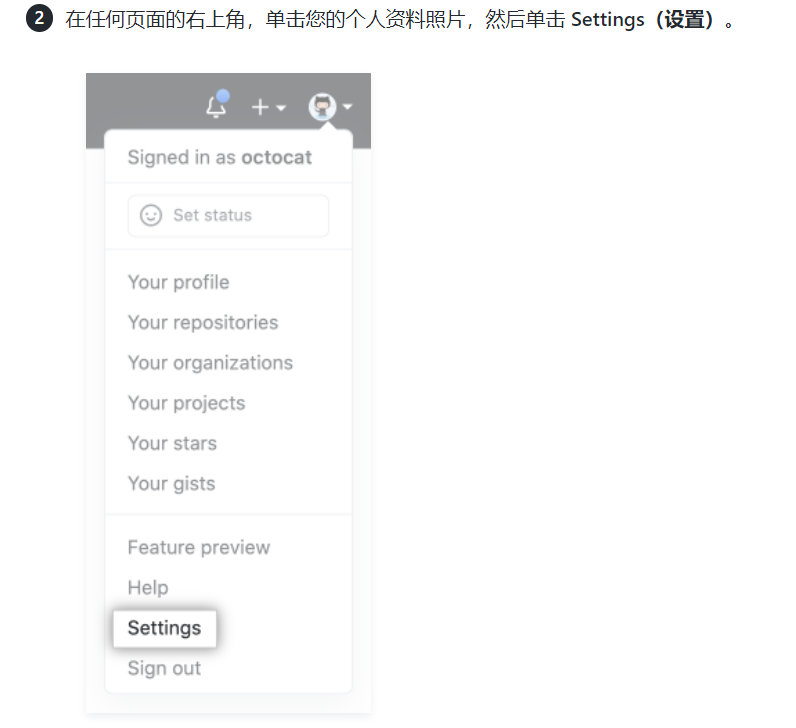 2 在任何页面的右上角，单击您的个人资料照片，然后单击 Settings（设置）。
Signed in as octocat
Set status
Your profile
Your repositories
Your organizations
Your projects
Your stars
Your gists
Feature preview
Help
Settings
Sign out